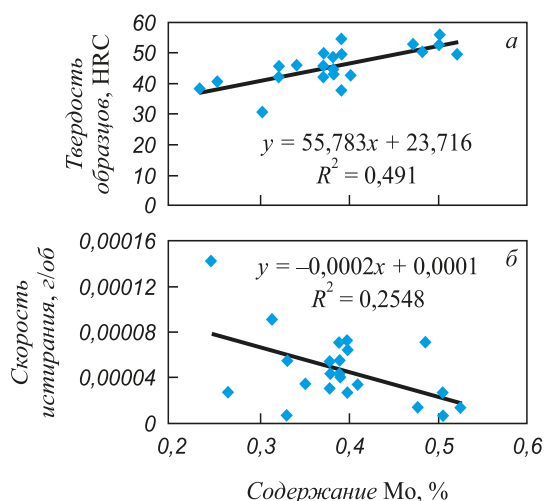 60
50
40
30
20
10
0
Твердость
образцов, HRC
а
y = 55,783x + 23,716
R² = 0,491
0,00016
0,00012
0,00008
0,00004
0
Скорость
истирания, г/об
б
y = –0,0002x + 0,0001
R² = 0,2548
0,2 0,3 0,4 0,5 0,6
Содержание Mo, %